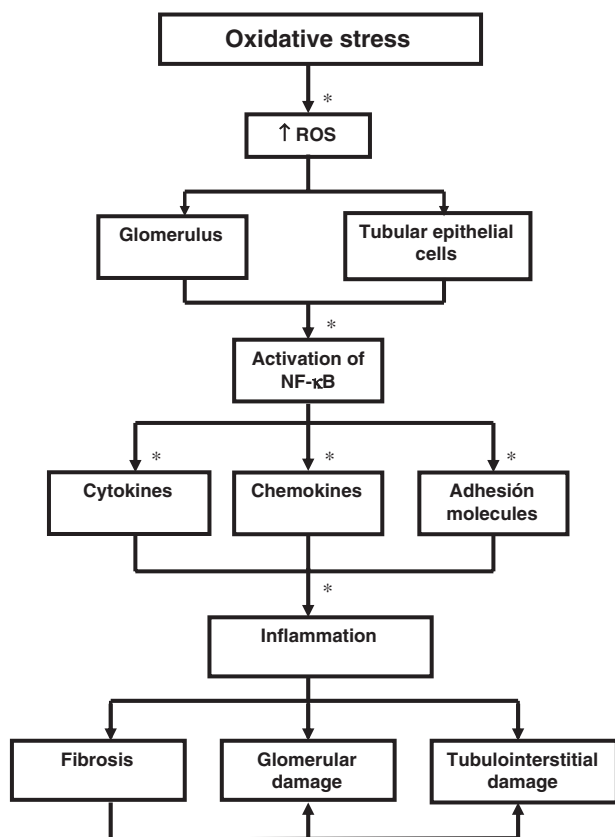 Oxidative stress
*
↑ ROS
Glomerulus
Tubular epithelial
cells
*
Activation of
NF-κB
* * *
Cytokines
Chemokines
Adhesión
molecules
*
Inflammation
Fibrosis
Glomerular
damage
Tubulointerstitial
damage